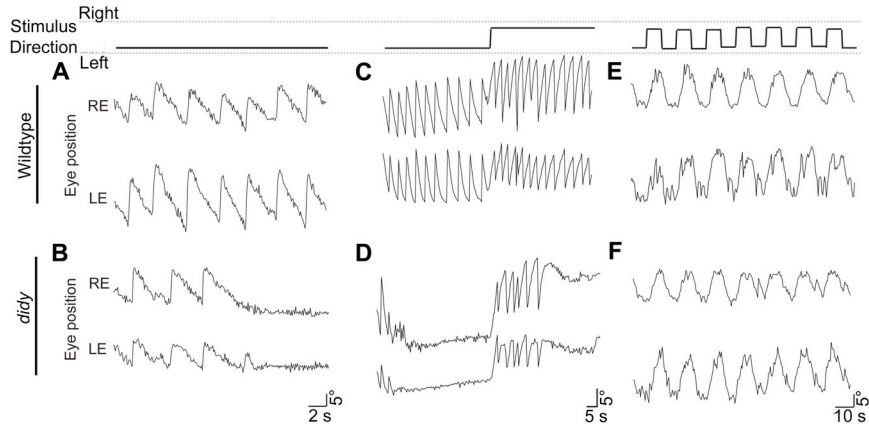 Right
Stimulus
Direction
Left
A
C
E
RE
Wildtype
Eye position
LE
B
D
F
RE
didy
Eye position
LE
5°
2 s
5°
5 s
5°
10 s